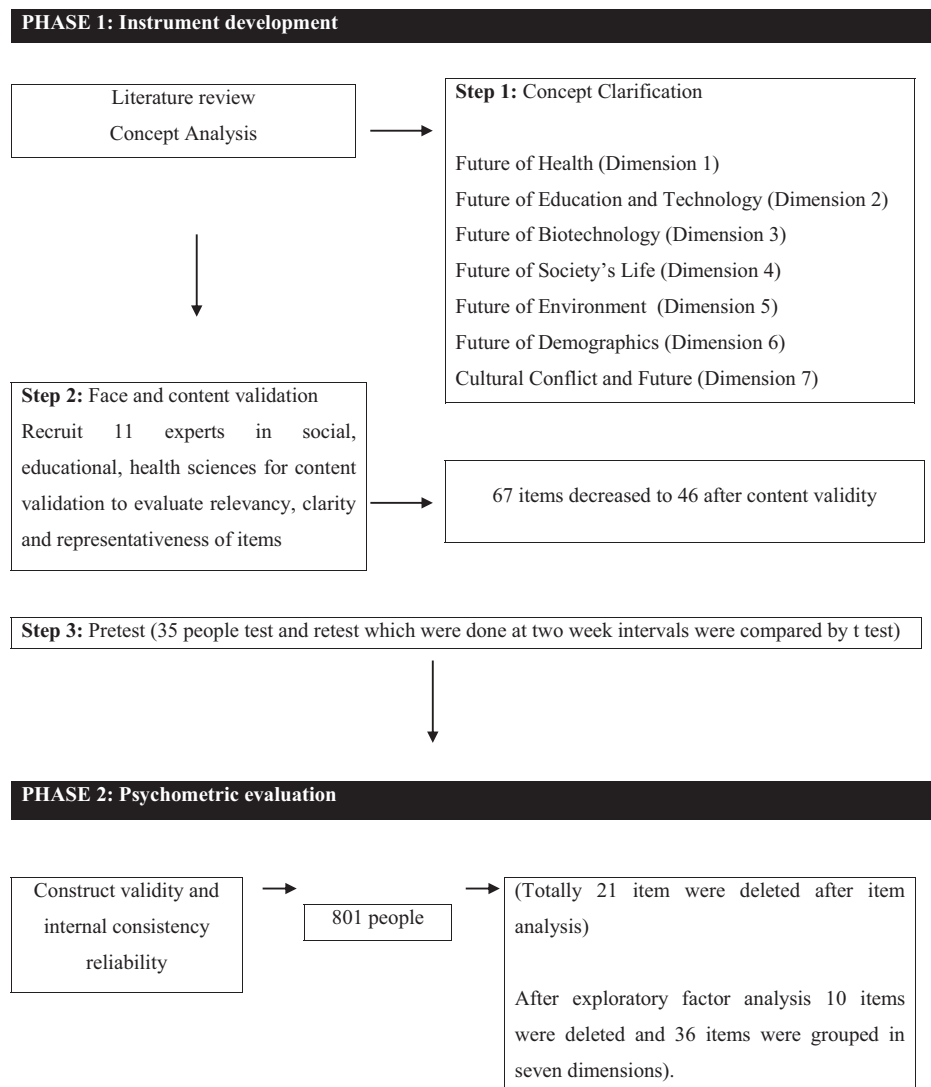 PHASE 1: Instrument development
Literature review
Concept Analysis
Step 1: Concept Clarification
Future of Health (Dimension 1)
Future of Education and Technology (Dimension 2)
Future of Biotechnology (Dimension 3)
Future of Society’s Life (Dimension 4)
Future of Environment (Dimension 5)
Future of Demographics (Dimension 6)
Cultural Conflict and Future (Dimension 7)
Step 2: Face and content validation
Recruit 11 experts in social,
educational, health sciences for content
validation to evaluate relevancy, clarity
and representativeness of items
67 items decreased to 46 after content validity
Step 3: Pretest (35 people test and retest which were done at two week intervals were compared by t test)
PHASE 2: Psychometric evaluation
Construct validity and
internal consistency
reliability
801 people
(Totally 21 item were deleted after item
analysis)
After exploratory factor analysis 10 items
were deleted and 36 items were grouped in
seven dimensions).